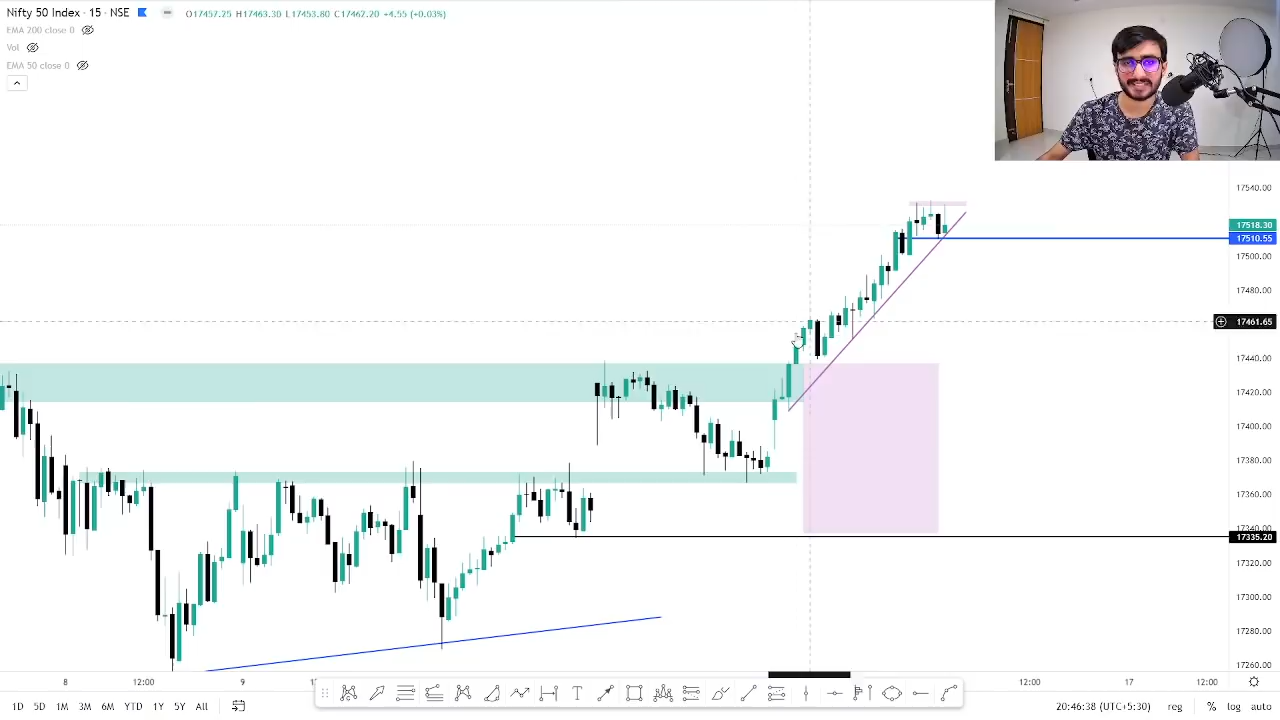 Nifty 50 Index · 15 · NSE O17457.25 H17463.30 L17453.80 C17462.20 +4.55 (+0.03%)
EMA 200 close 0
Vol
EMA 50 close 0
17540.00
17518.30
17510.55
17500.00
17480.00
17461.65
17440.00
17420.00
17400.00
17380.00
17360.00
17340.00
17335.20
17320.00
17300.00
17280.00
17260.00
8 12:00 9 12:00 17 12:00
T
1D 5D 1M 3M 6M YTD 1Y 5Y All 20:46:38 (UTC+5:30) reg % log auto